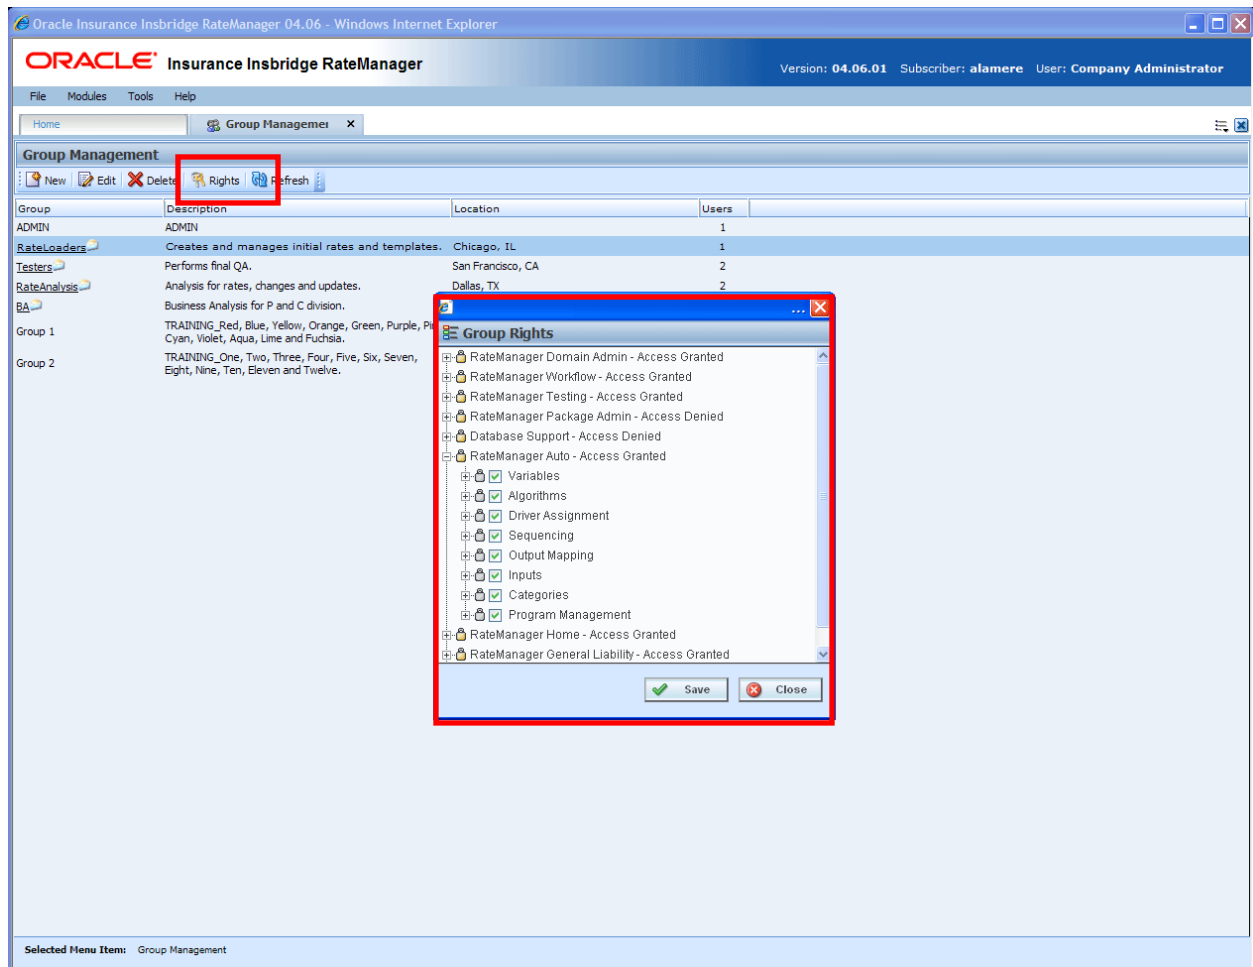 Oracle Insurance Insbridge RateManager 04.06 - Windows Internet Explorer
ORACLE Insurance Insbridge RateManager
Version: 04.06.01 Subscriber: alamere User: Company Administrator
File Modules Tools Help
Home Group Managemer
Group Management
New Edit Delete Rights Refresh
Group Description Location Users
ADMIN ADMIN 1
RateLoaders Creates and manages initial rates and templates. Chicago, IL 1
Testers Performs final QA. San Francisco, CA 2
RateAnalysis Analysis for rates, changes and updates. Dallas, TX 2
BA Business Analysis for P and C division.
Group 1 TRAINING_Red, Blue, Yellow, Orange, Green, Purple,
Cyan, Violet, Aqua, Lime and Fuchsia.
Group 2 TRAINING_One, Two, Three, Four, Five, Six, Seven,
Eight, Nine, Ten, Eleven and Twelve.
...
Group Rights
RateManager Domain Admin - Access Granted
RateManager Workflow - Access Granted
RateManager Testing - Access Granted
RateManager Package Admin - Access Denied
Database Support - Access Denied
RateManager Auto - Access Granted
Variables
Algorithms
Driver Assignment
Sequencing
Output Mapping
Inputs
Categories
Program Management
RateManager Home - Access Granted
RateManager General Liability - Access Granted
Save Close
Selected Menu Item: Group Management